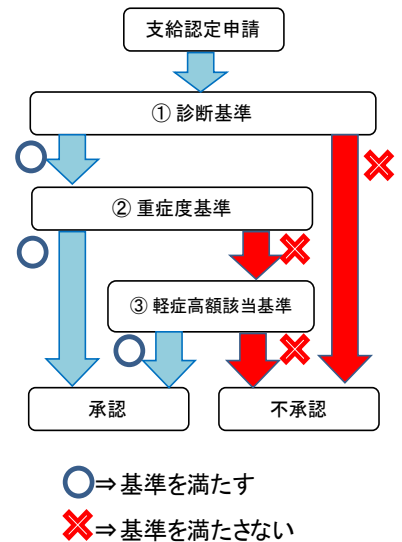 支給認定申請
① 診断基準
② 重症度基準
③ 軽症高額該当基準
承認
不承認
⇒基準を満たす
⇒基準を満たさない